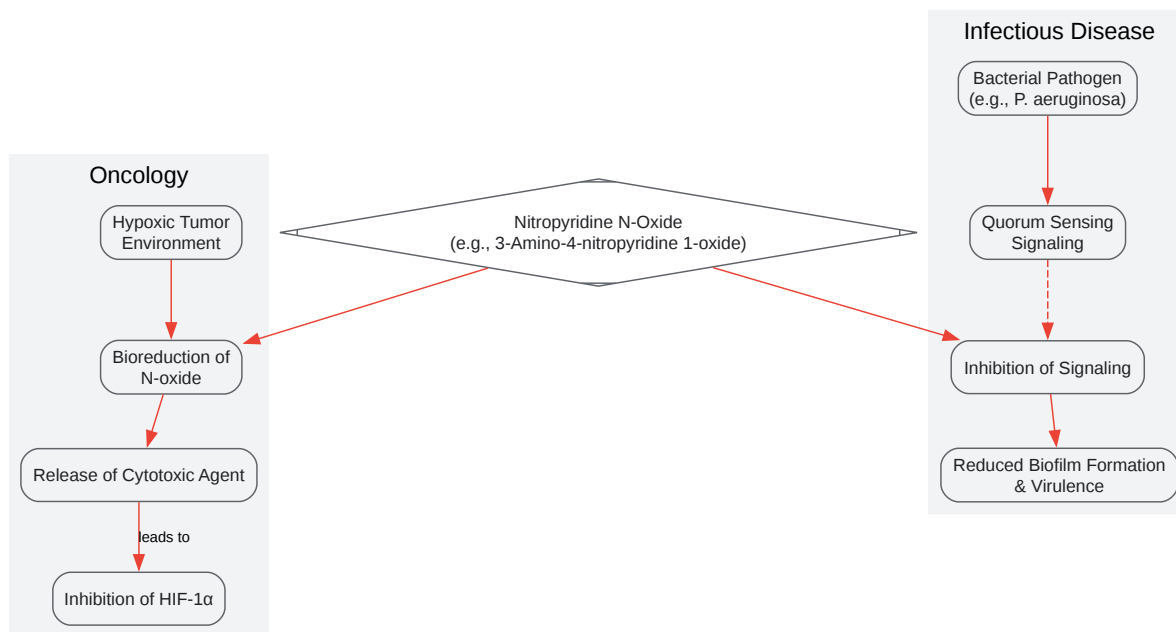 Oncology
Hypoxic Tumor
Environment
Bioreduction of
N-oxide
Release of Cytotoxic Agent
leads to
Inhibition of HIF-1α
Nitropyridine N-Oxide
(e.g., 3-Amino-4-nitropyridine 1-oxide)
Infectious Disease
Bacterial Pathogen
(e.g., P. aeruginosa)
Quorum Sensing
Signaling
Inhibition of Signaling
Reduced Biofilm Formation
& Virulence